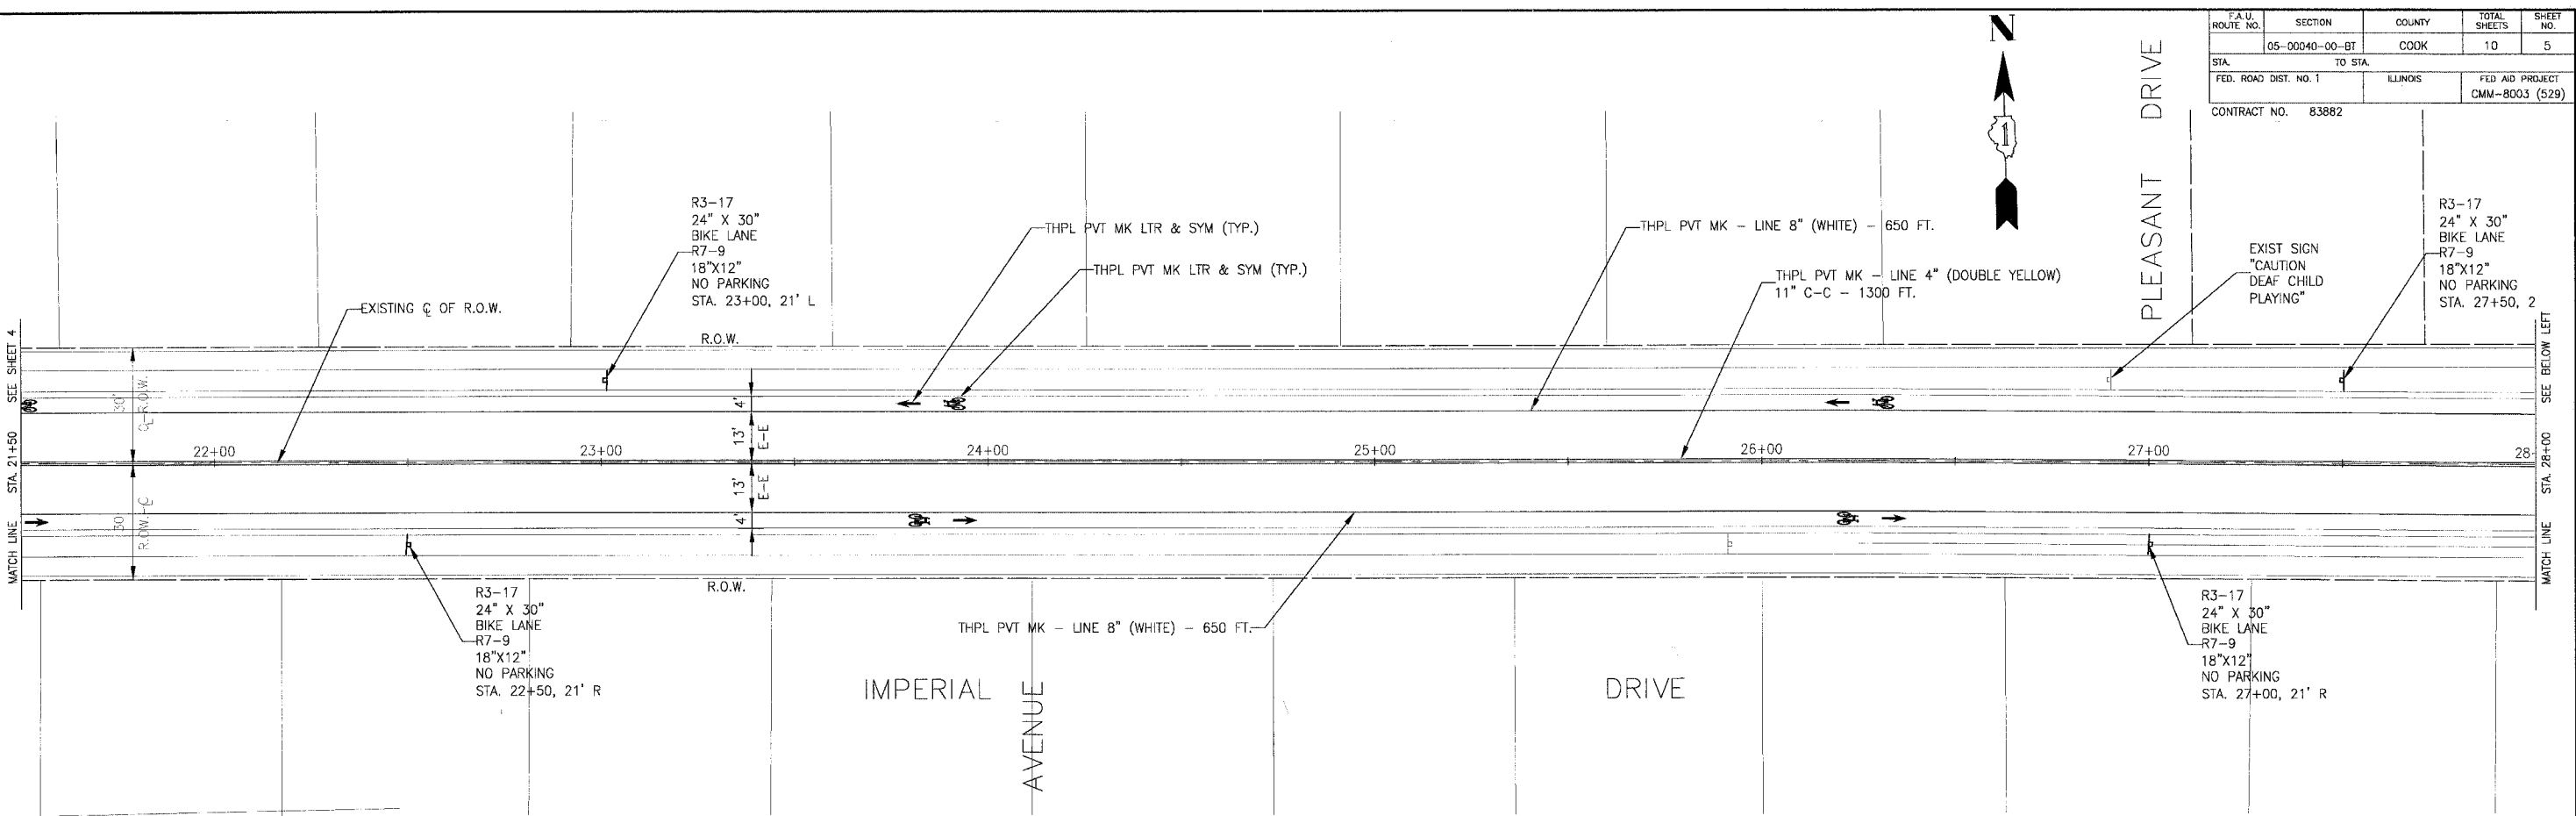 F.A.U. ROUTE NO.
SECTION
COUNTY
TOTAL SHEETS
SHEET NO.
05-00040-00-BT
COOK
10
5
STA. TO STA.
FED. ROAD DIST. NO. 1
ILLINOIS
FED AID PROJECT
CMM-8003 (529)
CONTRACT NO. 83882
N
1
PLEASANT DRIVE
R3-17
24" X 30"
BIKE LANE
R7-9
18"X12"
NO PARKING
STA. 23+00, 21' L
THPL PVT MK LTR & SYM (TYP.)
THPL PVT MK LTR & SYM (TYP.)
THPL PVT MK - LINE 8" (WHITE) - 650 FT.
THPL PVT MK - LINE 4" (DOUBLE YELLOW)
11" C-C - 1300 FT.
EXIST SIGN
"CAUTION
DEAF CHILD
PLAYING"
R3-17
24" X 30"
BIKE LANE
R7-9
18"X12"
NO PARKING
STA. 27+50, 2
EXISTING ℄ OF R.O.W.
R.O.W.
MATCH LINE STA. 21+50 SEE SHEET 4
30'
℄-R.O.W.
4'
13'
E-E
22+00
23+00
24+00
25+00
26+00
27+00
28
MATCH LINE STA. 28+00 SEE BELOW LEFT
30'
R.O.W.-℄
13'
E-E
4'
R.O.W.
R3-17
24" X 30"
BIKE LANE
R7-9
18"X12"
NO PARKING
STA. 22+50, 21' R
THPL PVT MK - LINE 8" (WHITE) - 650 FT.
R3-17
24" X 30"
BIKE LANE
R7-9
18"X12"
NO PARKING
STA. 27+00, 21' R
IMPERIAL DRIVE
AVENUE